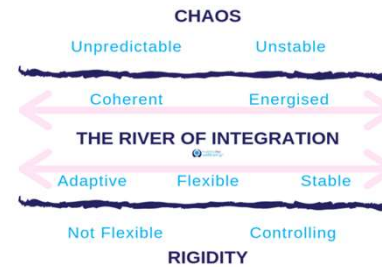 CHAOS
Unpredictable Unstable
Coherent Energised
THE RIVER OF INTEGRATION
Adaptive Flexible Stable
Not Flexible Controlling
RIGIDITY